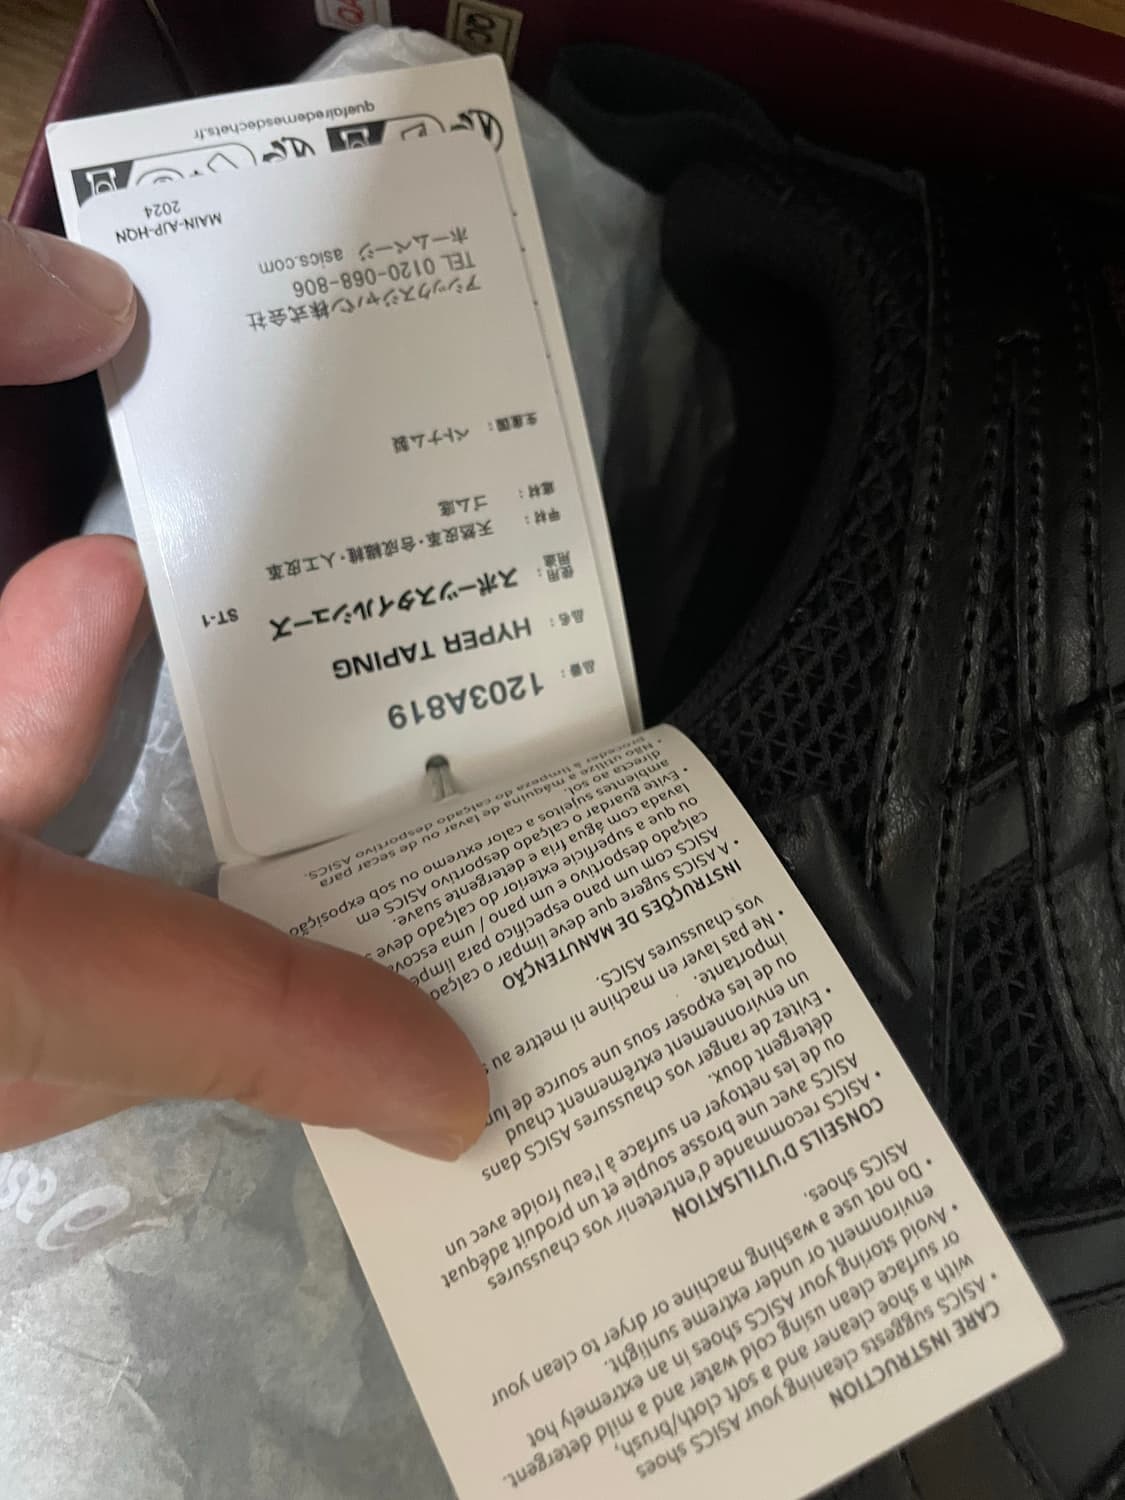 CARE INSTRUCTION
• ASICS suggests cleaning your ASICS shoes
with a shoe cleaner and a soft cloth/brush,
or surface clean using cold water and a mild detergent.
• Avoid storing your ASICS shoes in an extremely hot
environment or under extreme sunlight.
• Do not use a washing machine or dryer to clean your
ASICS shoes.
CONSEILS D'UTILISATION
• ASICS recommande d'entretenir vos chaussures
ASICS avec une brosse souple et un produit adéquat
ou de les nettoyer en surface à l'eau froide avec un
détergent doux.
• Évitez de ranger vos chaussures ASICS dans
un environnement extrêmement chaud
ou de les exposer sous une source de
importante.
• Ne pas laver en machine ni mettre au
vos chaussures ASICS.
INSTRUÇÕES DE MANUTENÇÃO
• A ASICS sugere que deve limpar o calçado
ASICS com um pano específico para
calçado desportivo e um pano / uma
ou que a superfície exterior do calçado deve
lavada com água fria e detergente suave.
• Evite guardar o calçado desportivo ASICS em
ambientes sujeitos a calor extremo ou sob exposição
directa ao sol.
• Não utilize a máquina de lavar ou de secar para
proceder à limpeza do calçado desportivo ASICS.
品番: 1203A819
品名: HYPER TAPING
使用用途: スポーツスタイルシューズ ST-1
甲材: 天然皮革・合成繊維・人工皮革
底材: ゴム底
生産国: ベトナム製
アシックスジャパン株式会社
TEL 0120-068-806
ホームページ asics.com
MAIN-AJP-HQN
2024
quefairedemesdechets.fr